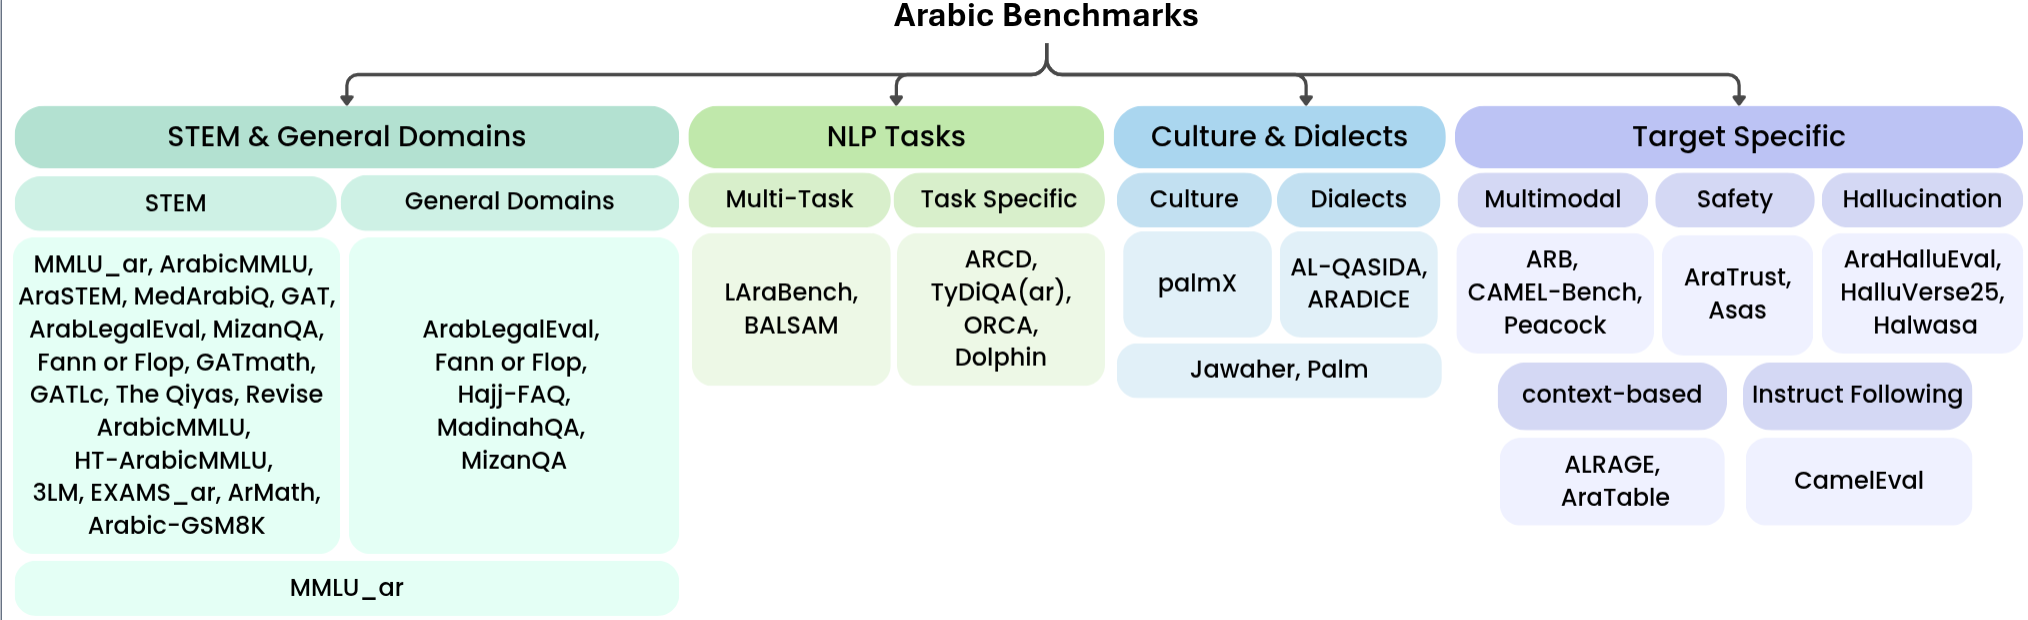 Arabic Benchmarks
STEM & General Domains
STEM
General Domains
MMLU_ar, ArabicMMLU,
AraSTEM, MedArabiQ, GAT,
ArabLegalEval, MizanQA,
Fann or Flop, GATmath,
GATLc, The Qiyas, Revise
ArabicMMLU,
HT-ArabicMMLU,
3LM, EXAMS_ar, ArMath,
Arabic-GSM8K
ArabLegalEval,
Fann or Flop,
Hajj-FAQ,
MadinahQA,
MizanQA
MMLU_ar
NLP Tasks
Multi-Task
Task Specific
LAraBench,
BALSAM
ARCD,
TyDiQA(ar),
ORCA,
Dolphin
Culture & Dialects
Culture
Dialects
palmX
AL-QASIDA,
ARADICE
Jawaher, Palm
Target Specific
Multimodal
Safety
Hallucination
ARB,
CAMEL-Bench,
Peacock
AraTrust,
Asas
AraHalluEval,
HalluVerse25,
Halwasa
context-based
Instruct Following
ALRAGE,
AraTable
CamelEval